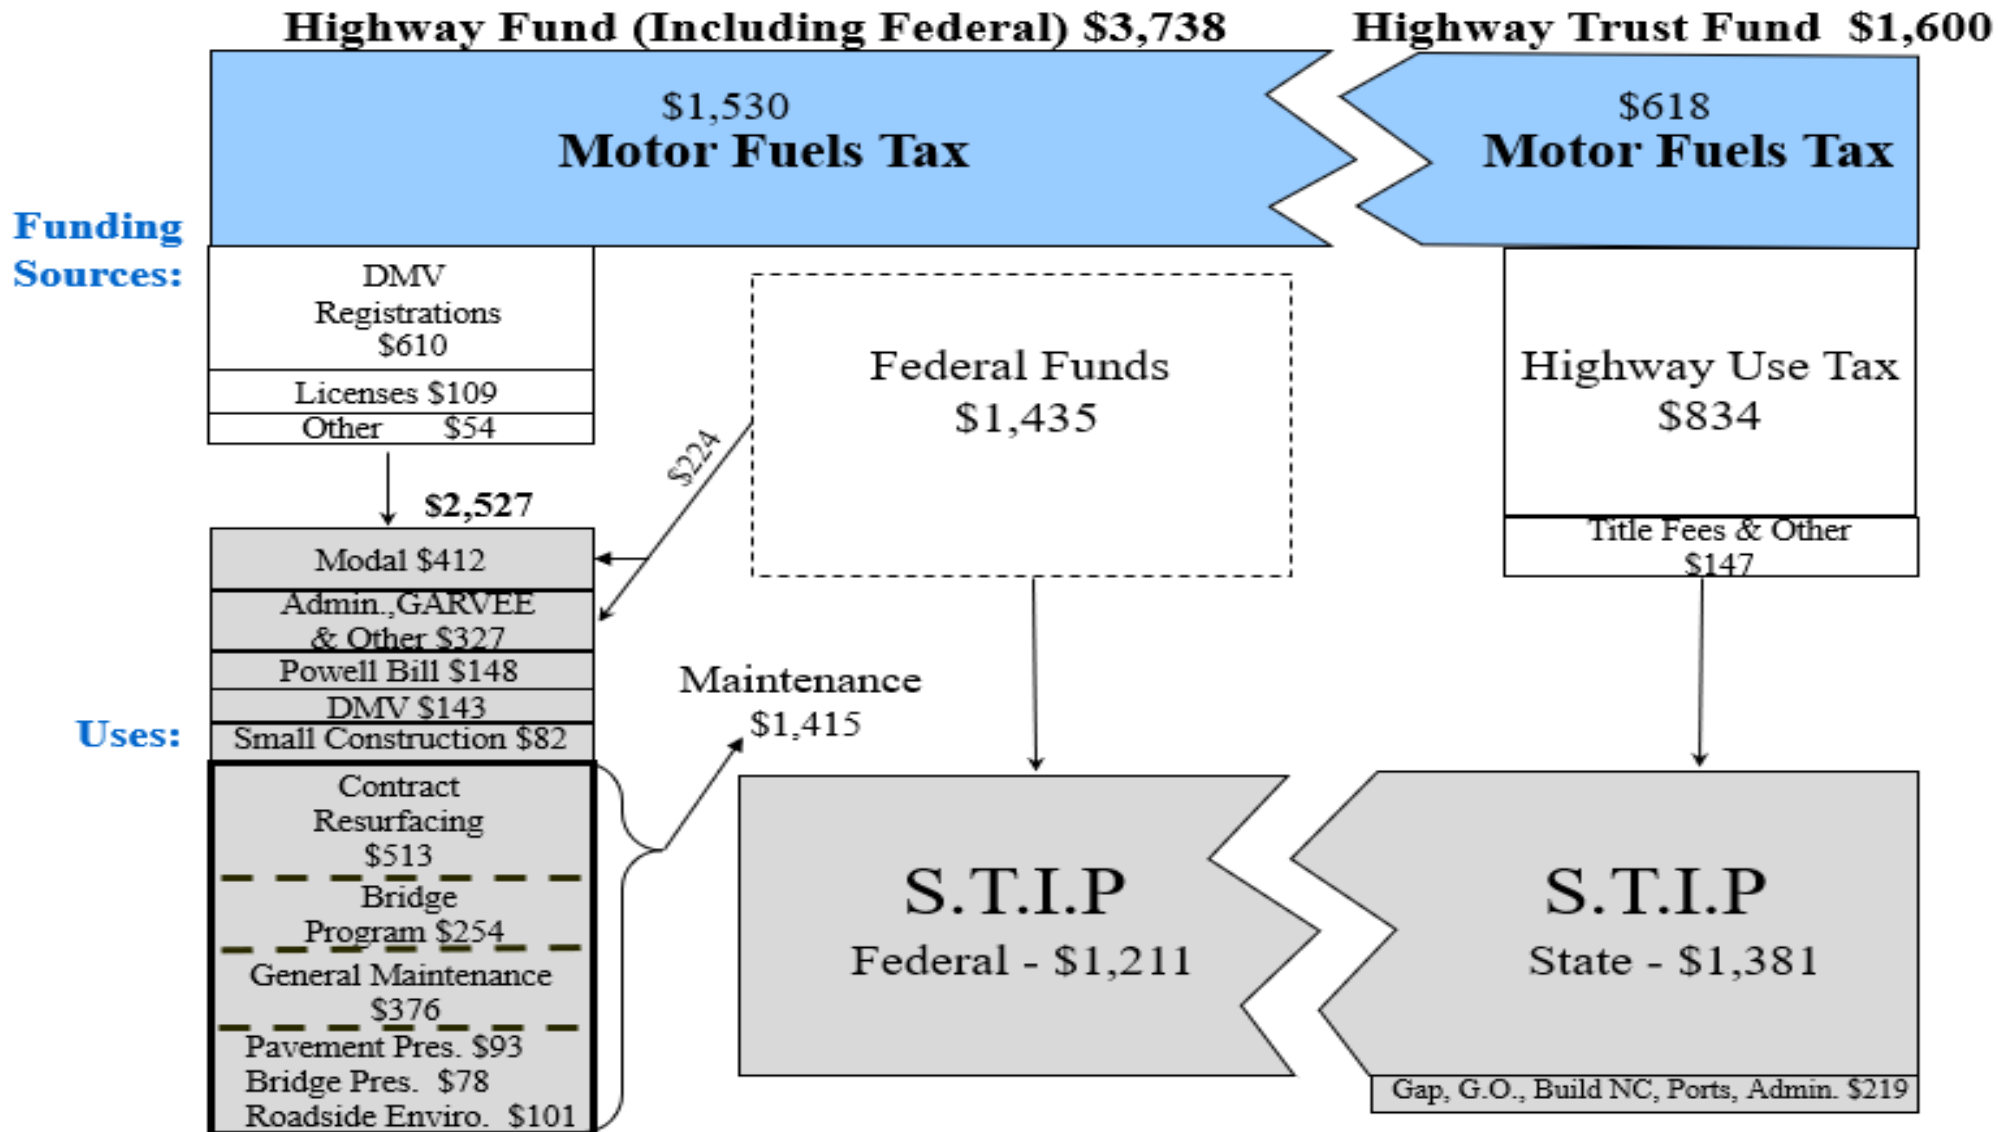 Highway Fund (Including Federal) $3,738
Highway Trust Fund $1,600
$1,530
Motor Fuels Tax
$618
Motor Fuels Tax
Funding
Sources:
DMV
Registrations
$610
Licenses $109
Other $54
Federal Funds
$1,435
Highway Use Tax
$834
Title Fees & Other
$147
$224
$2,527
Uses:
Modal $412
Admin.,GARVEE
& Other $327
Powell Bill $148
DMV $143
Small Construction $82
Contract
Resurfacing
$513
Bridge
Program $254
General Maintenance
$376
Pavement Pres. $93
Bridge Pres. $78
Roadside Enviro. $101
Maintenance
$1,415
S.T.I.P
Federal - $1,211
S.T.I.P
State - $1,381
Gap, G.O., Build NC, Ports, Admin. $219